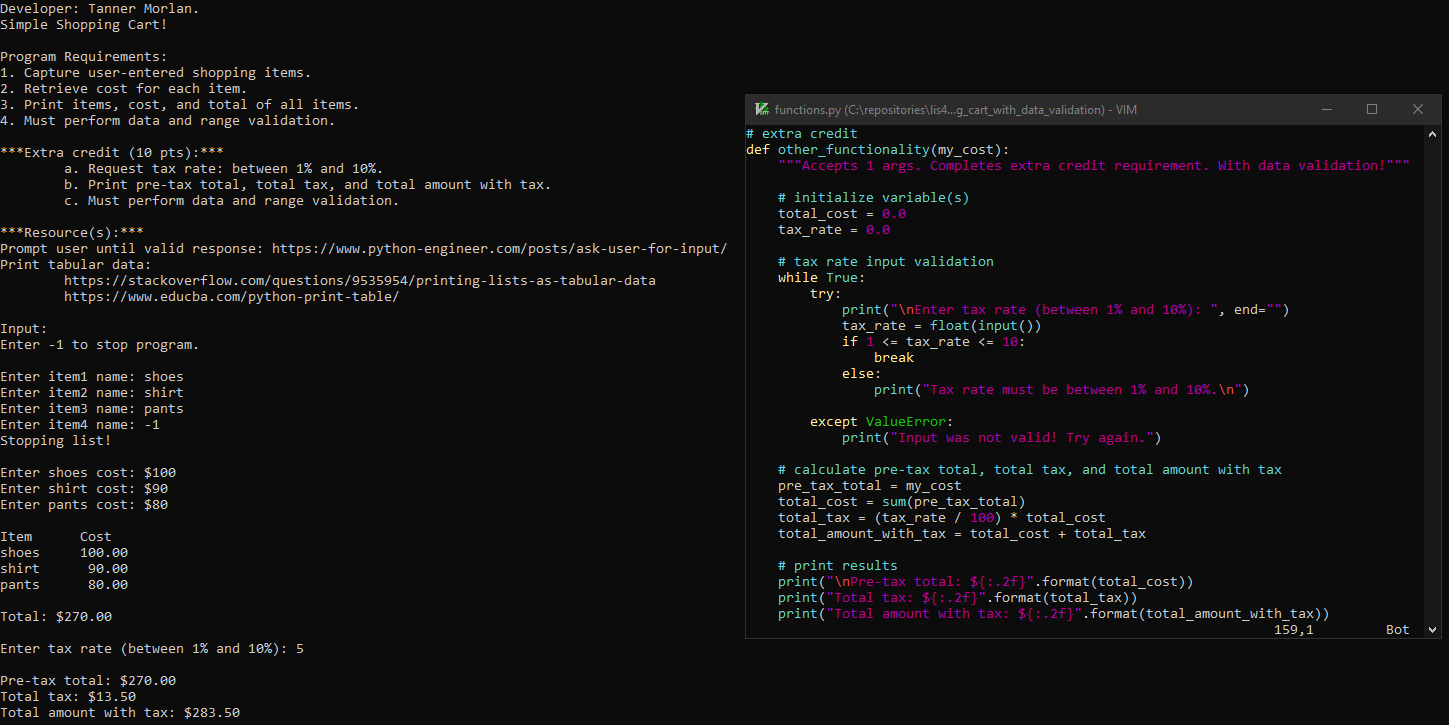 Developer: Tanner Morlan.
Simple Shopping Cart!

Program Requirements:
1. Capture user-entered shopping items.
2. Retrieve cost for each item.
3. Print items, cost, and total of all items.
4. Must perform data and range validation.

***Extra credit (10 pts):***
        a. Request tax rate: between 1% and 10%.
        b. Print pre-tax total, total tax, and total amount with tax.
        c. Must perform data and range validation.

***Resource(s):***
Prompt user until valid response: https://www.python-engineer.com/posts/ask-user-for-input/
Print tabular data:
        https://stackoverflow.com/questions/9535954/printing-lists-as-tabular-data
        https://www.educba.com/python-print-table/

Input:
Enter -1 to stop program.

Enter item1 name: shoes
Enter item2 name: shirt
Enter item3 name: pants
Enter item4 name: -1
Stopping list!

Enter shoes cost: $100
Enter shirt cost: $90
Enter pants cost: $80

Item      Cost
shoes     100.00
shirt      90.00
pants      80.00

Total: $270.00

Enter tax rate (between 1% and 10%): 5

Pre-tax total: $270.00
Total tax: $13.50
Total amount with tax: $283.50

functions.py (C:\repositories\lis4...g_cart_with_data_validation) - VIM
# extra credit
def other_functionality(my_cost):
    """Accepts 1 args. Completes extra credit requirement. With data validation!"""

    # initialize variable(s)
    total_cost = 0.0
    tax_rate = 0.0

    # tax rate input validation
    while True:
        try:
            print("\nEnter tax rate (between 1% and 10%): ", end="")
            tax_rate = float(input())
            if 1 <= tax_rate <= 10:
                break
            else:
                print("Tax rate must be between 1% and 10%.\n")

        except ValueError:
            print("Input was not valid! Try again.")

    # calculate pre-tax total, total tax, and total amount with tax
    pre_tax_total = my_cost
    total_cost = sum(pre_tax_total)
    total_tax = (tax_rate / 100) * total_cost
    total_amount_with_tax = total_cost + total_tax

    # print results
    print("\nPre-tax total: ${:.2f}".format(total_cost))
    print("Total tax: ${:.2f}".format(total_tax))
    print("Total amount with tax: ${:.2f}".format(total_amount_with_tax))
159,1         Bot